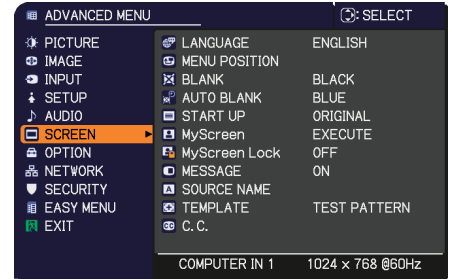 ADVANCED MENU : SELECT
PICTURE LANGUAGE ENGLISH
IMAGE MENU POSITION
INPUT BLANK BLACK
SETUP AUTO BLANK BLUE
AUDIO START UP ORIGINAL
SCREEN MyScreen EXECUTE
OPTION MyScreen Lock OFF
NETWORK MESSAGE ON
SECURITY SOURCE NAME
EASY MENU TEMPLATE TEST PATTERN
EXIT C. C.
COMPUTER IN 1 1024 x 768 @60Hz